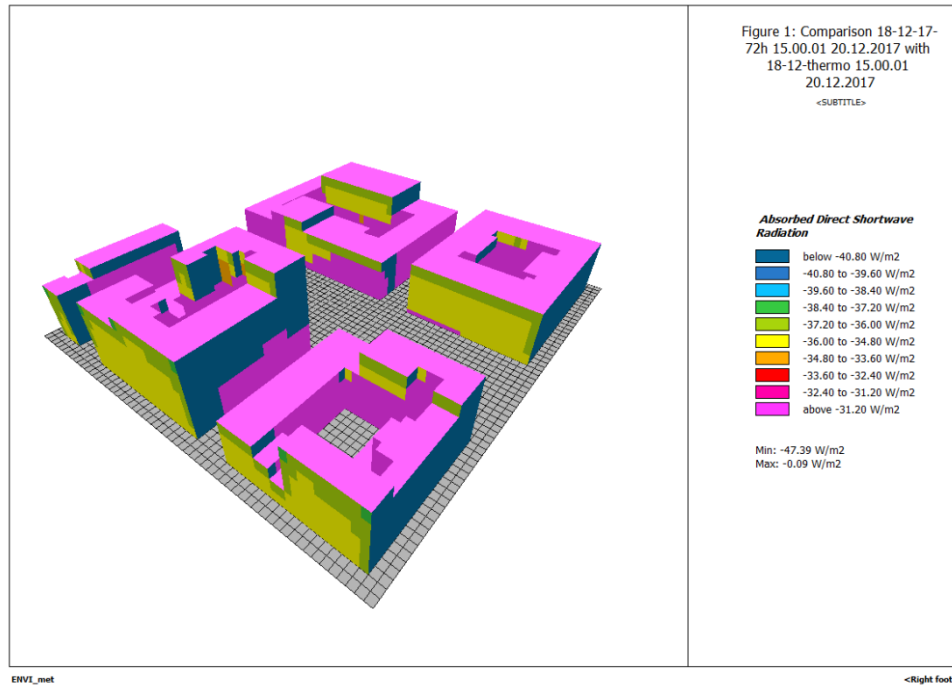 Figure 1: Comparison 18-12-17-
72h 15.00.01 20.12.2017 with
18-12-thermo 15.00.01
20.12.2017
<SUBTITLE>
Absorbed Direct Shortwave
Radiation
below -40.80 W/m2
-40.80 to -39.60 W/m2
-39.60 to -38.40 W/m2
-38.40 to -37.20 W/m2
-37.20 to -36.00 W/m2
-36.00 to -34.80 W/m2
-34.80 to -33.60 W/m2
-33.60 to -32.40 W/m2
-32.40 to -31.20 W/m2
above -31.20 W/m2
Min: -47.39 W/m2
Max: -0.09 W/m2
ENVI_met
<Right foot